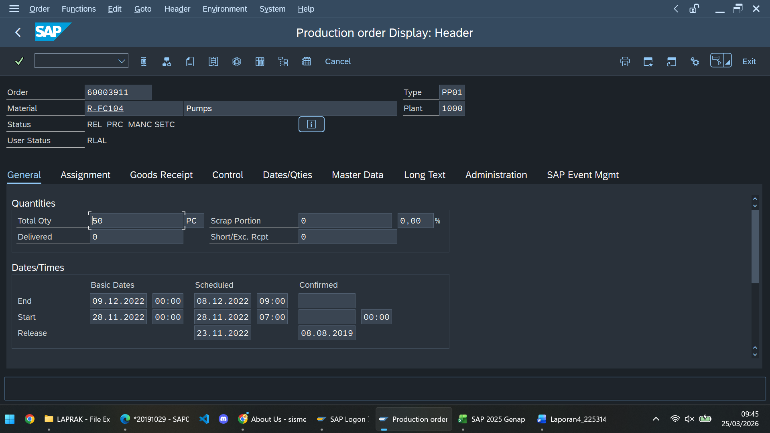 Order Functions Edit Goto Header Environment System Help
SAP Production order Display: Header
Cancel Exit
Order 60003911 Type PP01
Material R-FC104 Pumps Plant 1000
Status REL PRC MANC SETC
User Status RLAL
General Assignment Goods Receipt Control Dates/Qties Master Data Long Text Administration SAP Event Mgmt
Quantities
Total Qty 50 PC Scrap Portion 0 0,00 %
Delivered 0 Short/Exc. Rcpt 0
Dates/Times
Basic Dates Scheduled Confirmed
End 09.12.2022 00:00 08.12.2022 09:00
Start 28.11.2022 00:00 28.11.2022 07:00 00:00
Release 23.11.2022 08.08.2019
LAPRAK - File Ex *20191029 - SAPC About Us - sisme SAP Logon Production order SAP 2025 Genap Laporan4_225314 09:45
25/03/2026